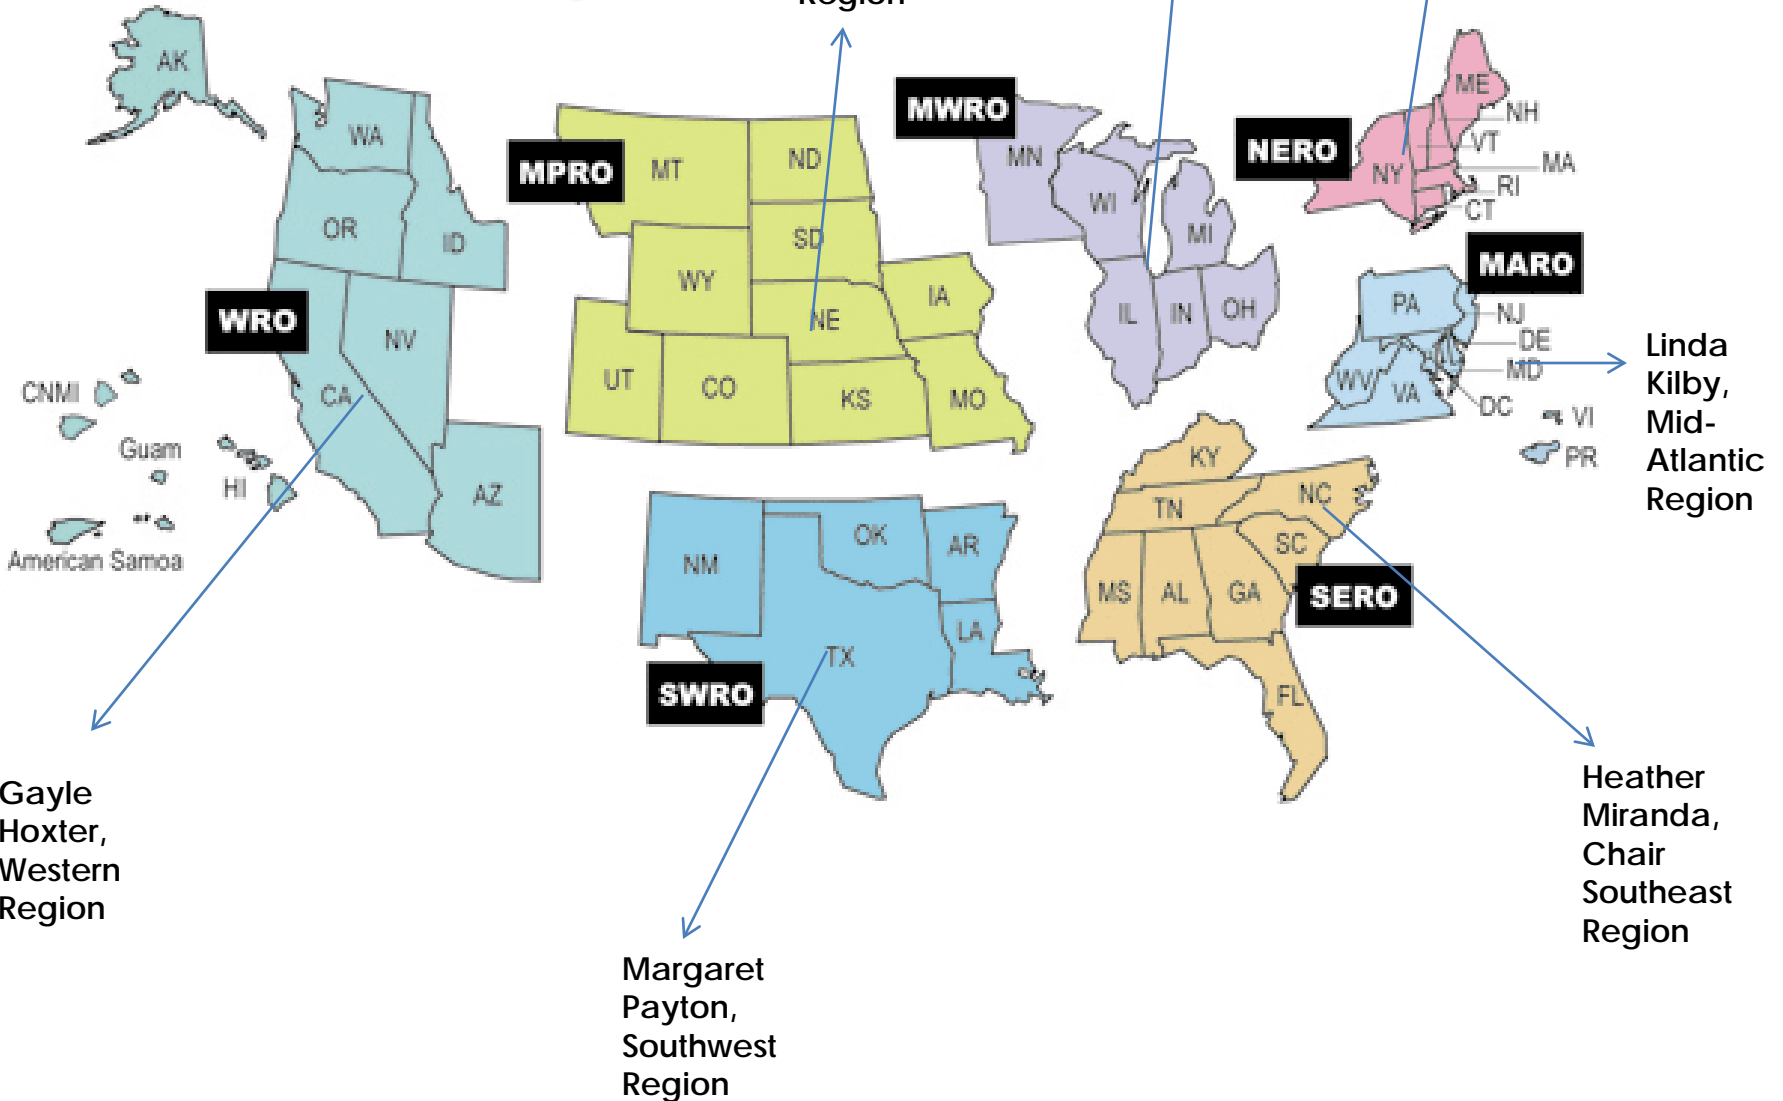 Region
AK
WA
OR
ID
WRO
NV
CA
CNMI
Guam
HI
AZ
American Samoa
MPRO
MT
ND
SD
WY
NE
IA
UT
CO
KS
MO
MWRO
MN
WI
MI
IL
IN
OH
NERO
ME
NH
VT
MA
NY
RI
CT
MARO
PA
NJ
DE
MD
WV
VA
DC
VI
PR
Linda
Kilby,
Mid-
Atlantic
Region
NM
OK
AR
TX
LA
SWRO
KY
TN
NC
SC
MS
AL
GA
SERO
FL
Gayle
Hoxter,
Western
Region
Margaret
Payton,
Southwest
Region
Heather
Miranda,
Chair
Southeast
Region